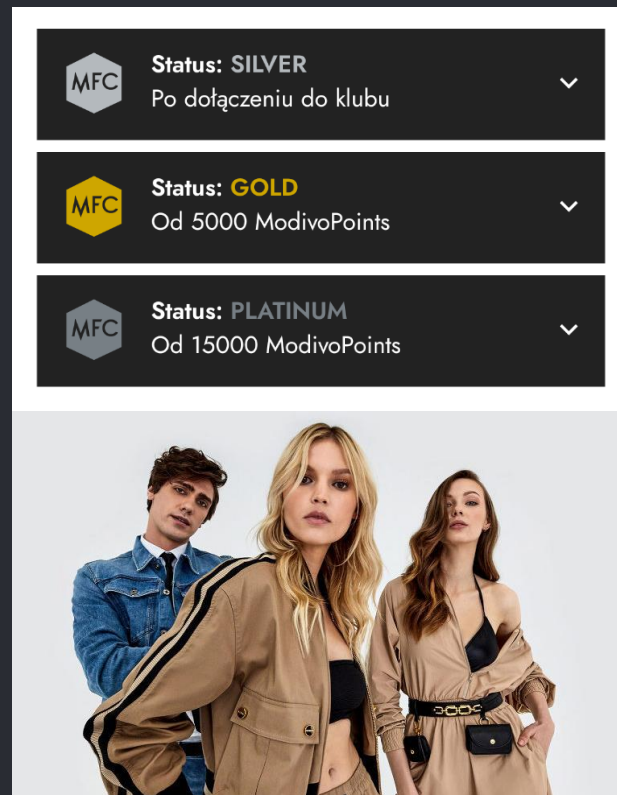 MFC
Status: SILVER
Po dołączeniu do klubu
MFC
Status: GOLD
Od 5000 ModivoPoints
MFC
Status: PLATINUM
Od 15000 ModivoPoints